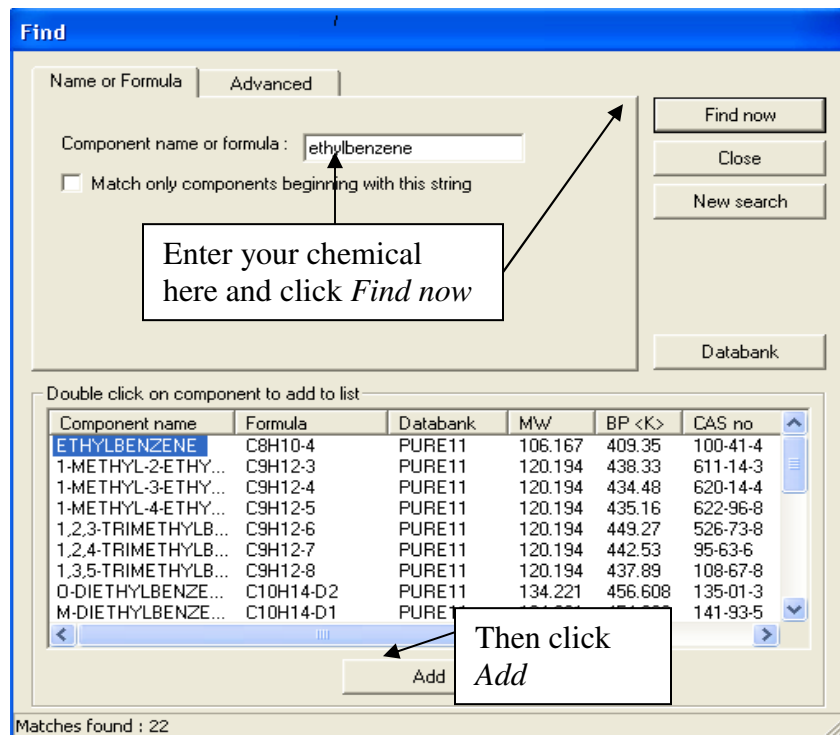 Find
Name or Formula
Advanced
Find now
Component name or formula :
ethylbenzene
Close
Match only components beginning with this string
New search
Enter your chemical
here and click Find now
Databank
Double click on component to add to list
Component name Formula Databank MW BP <K> CAS no
ETHYLBENZENE C8H10-4 PURE11 106.167 409.35 100-41-4
1-METHYL-2-ETHY... C9H12-3 PURE11 120.194 438.33 611-14-3
1-METHYL-3-ETHY... C9H12-4 PURE11 120.194 434.48 620-14-4
1-METHYL-4-ETHY... C9H12-5 PURE11 120.194 435.16 622-96-8
1,2,3-TRIMETHYLB... C9H12-6 PURE11 120.194 449.27 526-73-8
1,2,4-TRIMETHYLB... C9H12-7 PURE11 120.194 442.53 95-63-6
1,3,5-TRIMETHYLB... C9H12-8 PURE11 120.194 437.89 108-67-8
O-DIETHYLBENZE... C10H14-D2 PURE11 134.221 456.608 135-01-3
M-DIETHYLBENZE... C10H14-D1 PURE11 141-93-5
Then click
Add
Add
Matches found : 22